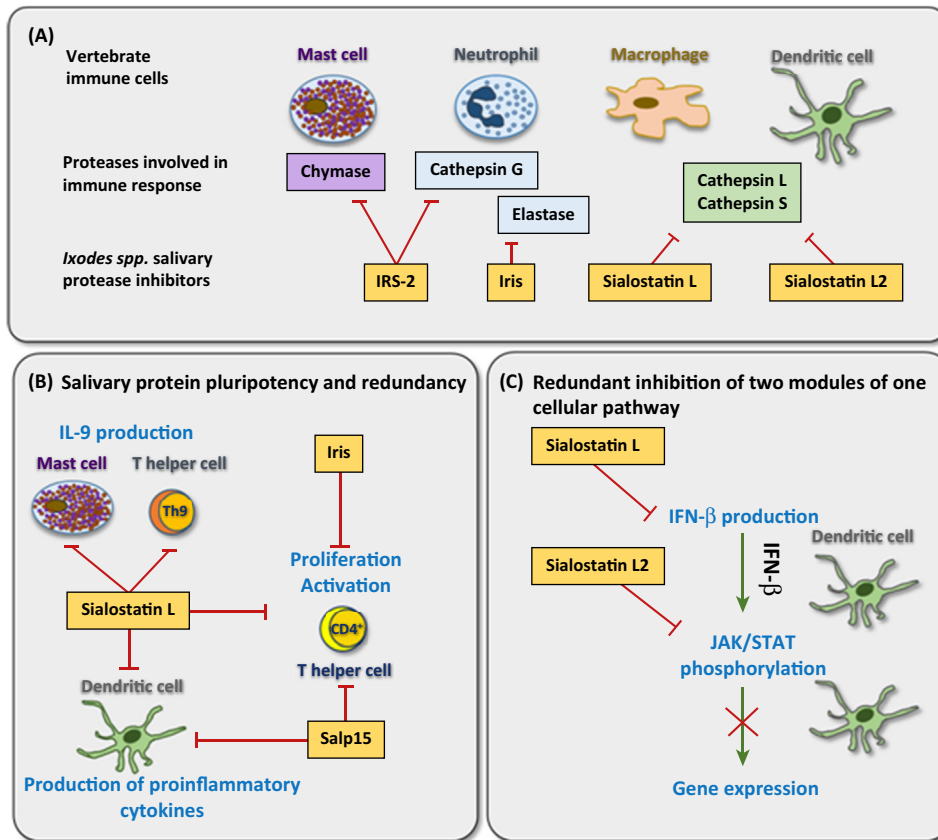 (A)
Vertebrate
immune cells
Mast cell
Neutrophil
Macrophage
Dendritic cell
Proteases involved in
immune response
Chymase
Cathepsin G
Elastase
Cathepsin L
Cathepsin S
Ixodes spp. salivary
protease inhibitors
IRS-2
Iris
Sialostatin L
Sialostatin L2
(B) Salivary protein pluripotency and redundancy
IL-9 production
Mast cell
T helper cell
Th9
Iris
Proliferation
Activation
Sialostatin L
CD4+
T helper cell
Dendritic cell
Salp15
Production of proinflammatory
cytokines
(C) Redundant inhibition of two modules of one
cellular pathway
Sialostatin L
IFN-β production
Dendritic cell
IFN-β
Sialostatin L2
JAK/STAT
phosphorylation
Gene expression